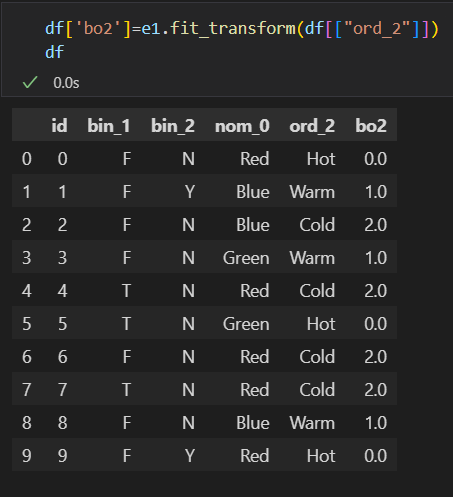 df['bo2']=e1.fit_transform(df[["ord_2"]])
df
0.0s
id bin_1 bin_2 nom_0 ord_2 bo2
0 0 F N Red Hot 0.0
1 1 F Y Blue Warm 1.0
2 2 F N Blue Cold 2.0
3 3 F N Green Warm 1.0
4 4 T N Red Cold 2.0
5 5 T N Green Hot 0.0
6 6 F N Red Cold 2.0
7 7 T N Red Cold 2.0
8 8 F N Blue Warm 1.0
9 9 F Y Red Hot 0.0